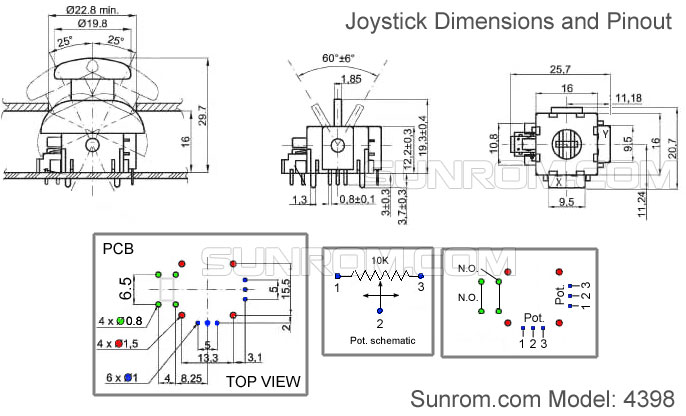 Joystick Dimensions and Pinout
Ø22.8 min.
Ø19.8
25°
25°
29,7
16
60°±6°
1,85
12,2±0,3
19,3±0,4
1,3
0,8±0,1
3±0,3
3,7±0,3
25,7
16
11,18
10,8
Y
9,5
16
20,7
X
9,5
11,24
SUNROM.COM
PCB
SUNROM.COM
6.5
5
15,5
2
4 x Ø0.8
4 x Ø1,5
6 x Ø1
5
13,3
3,1
4
8,25
TOP VIEW
10K
1
3
2
Pot. schematic
N.O.
N.O.
Pot.
1 2 3
Pot.
1 2 3
Sunrom.com Model: 4398